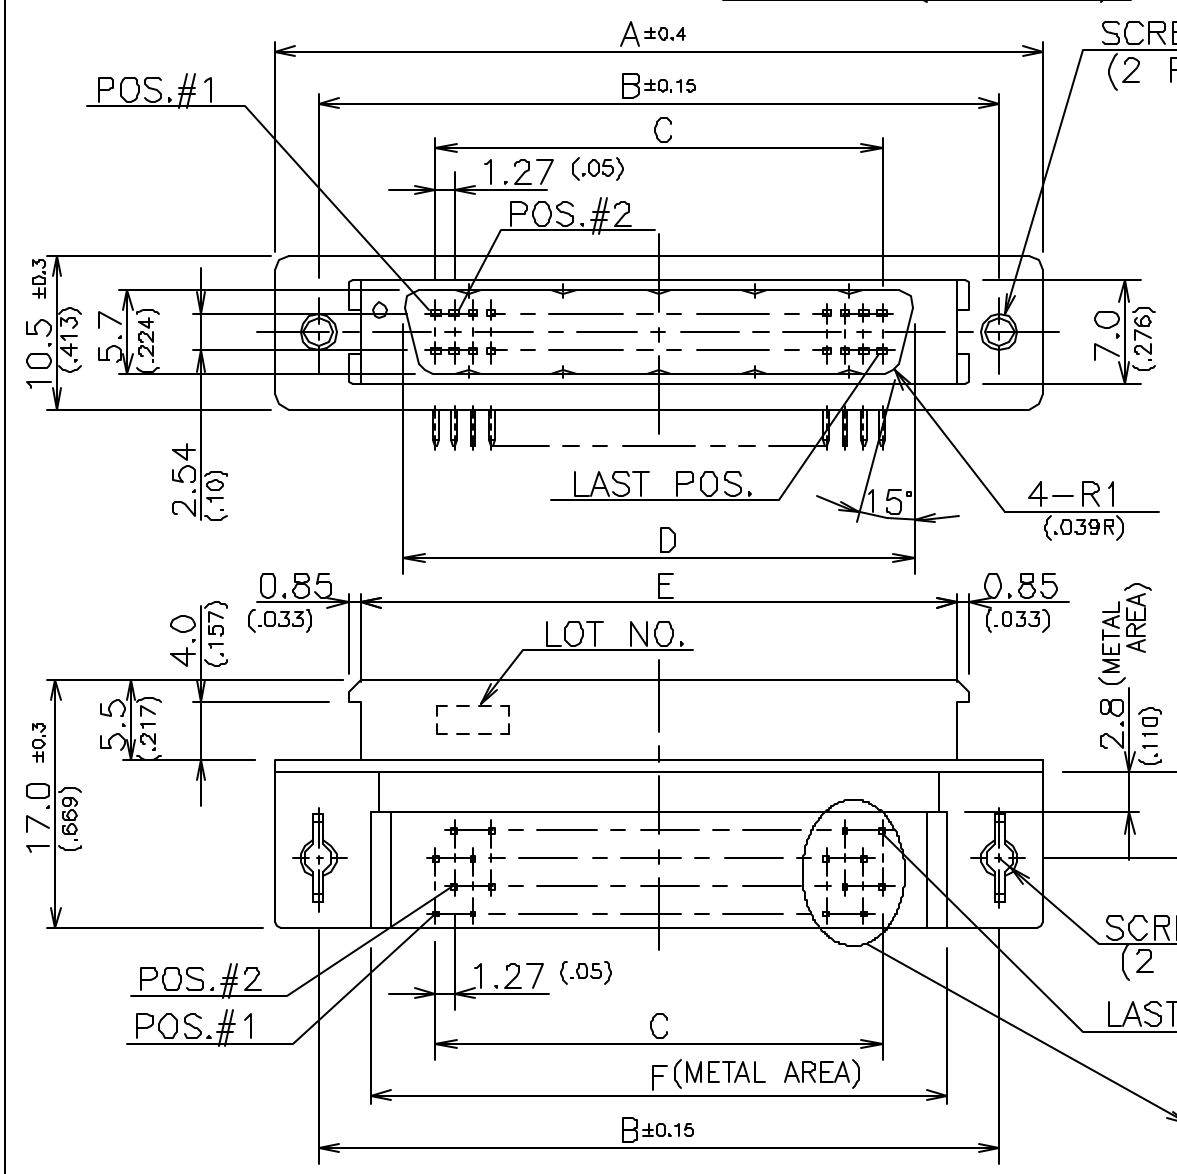 A ±0.4
SCRE
(2 P
POS.#1
B ±0.15
C
1.27 (.05)
POS.#2
10.5 ±0.3
(.413)
5.7
(.224)
7.0
(.276)
2.54
(.10)
LAST POS.
15°
4-R1
(.039R)
D
0.85
(.033)
E
0.85
(.033)
4.0
(.157)
LOT NO.
2.8 (METAL
AREA)
(.110)
5.5
(.217)
17.0 ±0.3
(.669)
SCRE
(2
POS.#2
1.27 (.05)
POS.#1
C
LAST
F(METAL AREA)
B ±0.15